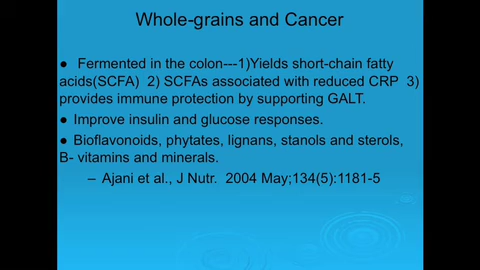 Whole-grains and Cancer
● Fermented in the colon---1)Yields short-chain fatty
acids(SCFA) 2) SCFAs associated with reduced CRP 3)
provides immune protection by supporting GALT.
● Improve insulin and glucose responses.
● Bioflavonoids, phytates, lignans, stanols and sterols,
B- vitamins and minerals.
– Ajani et al., J Nutr. 2004 May;134(5):1181-5